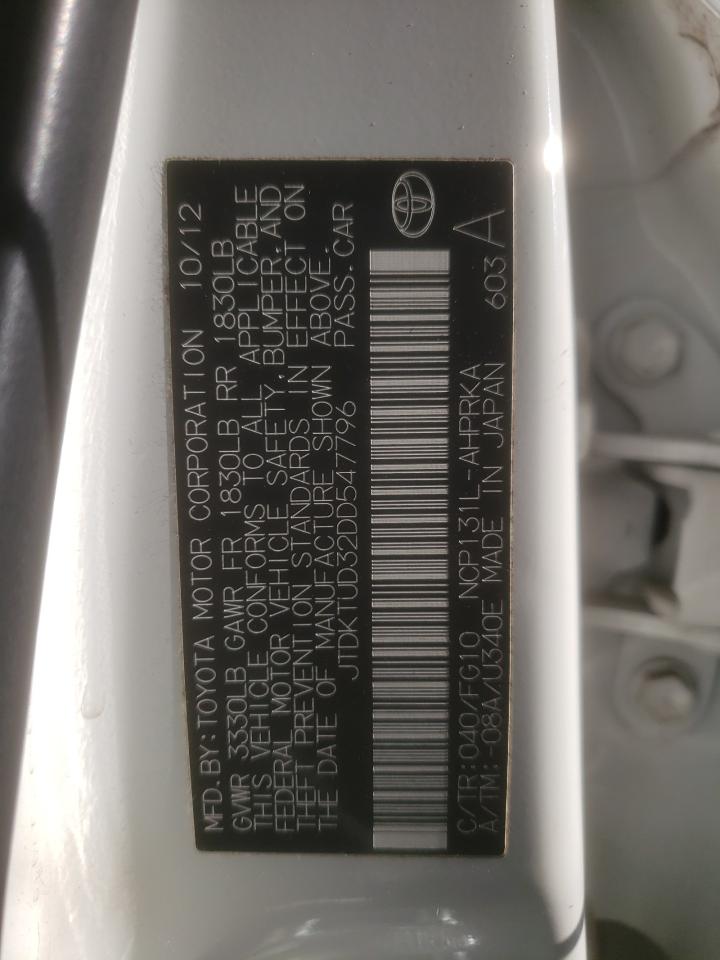 MFD. BY: TOYOTA MOTOR CORPORATION 10/12
GVWR 3330LB GAWR FR 1830LB RR 1830LB
THIS VEHICLE CONFORMS TO ALL APPLICABLE
FEDERAL MOTOR VEHICLE SAFETY, BUMPER, AND
THEFT PREVENTION STANDARDS IN EFFECT ON
THE DATE OF MANUFACTURE SHOWN ABOVE.
JTDKTUD32DD547796 PASS. CAR
C/TR: 040/FG10 NCP131L-AHPRKA 603 A
A/TM: -08A/U340E MADE IN JAPAN